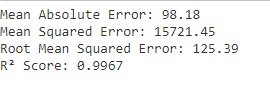 Mean Absolute Error: 98.18
Mean Squared Error: 15721.45
Root Mean Squared Error: 125.39
R² Score: 0.9967